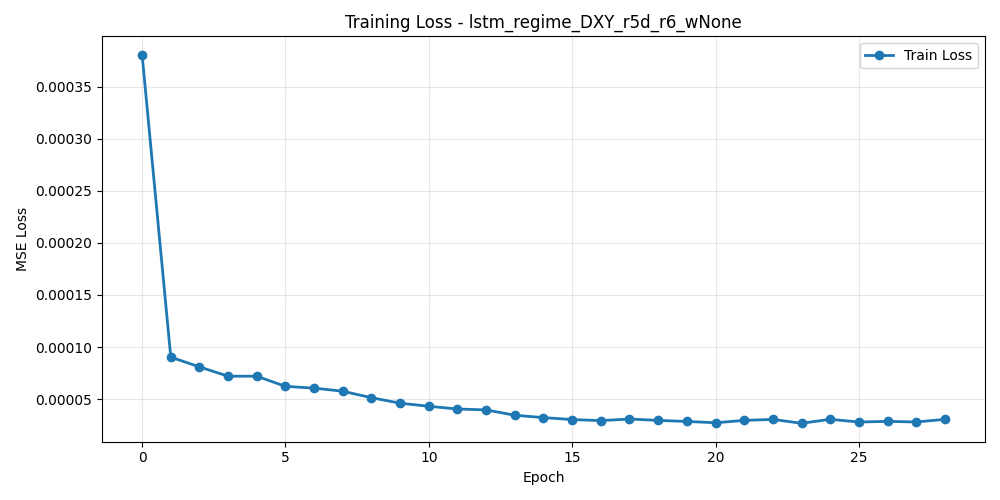 Training Loss - lstm_regime_DXY_r5d_r6_wNone
Train Loss
MSE Loss
0.00035
0.00030
0.00025
0.00020
0.00015
0.00010
0.00005
0 5 10 15 20 25
Epoch